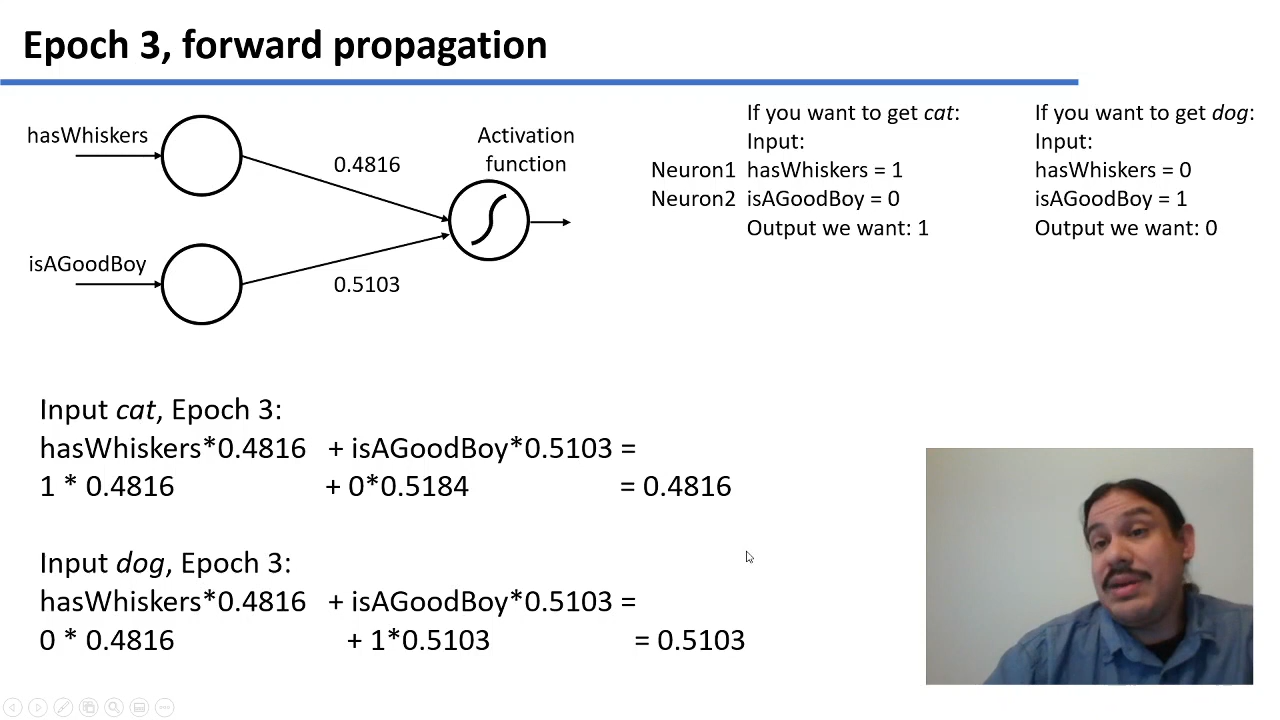 Epoch 3, forward propagation
hasWhiskers
isAGoodBoy
0.4816
0.5103
Activation
function
Neuron1
Neuron2
If you want to get cat:
Input:
hasWhiskers = 1
isAGoodBoy = 0
Output we want: 1
If you want to get dog:
Input:
hasWhiskers = 0
isAGoodBoy = 1
Output we want: 0
Input cat, Epoch 3:
hasWhiskers*0.4816 + isAGoodBoy*0.5103 =
1 * 0.4816 + 0*0.5184 = 0.4816
Input dog, Epoch 3:
hasWhiskers*0.4816 + isAGoodBoy*0.5103 =
0 * 0.4816 + 1*0.5103 = 0.5103